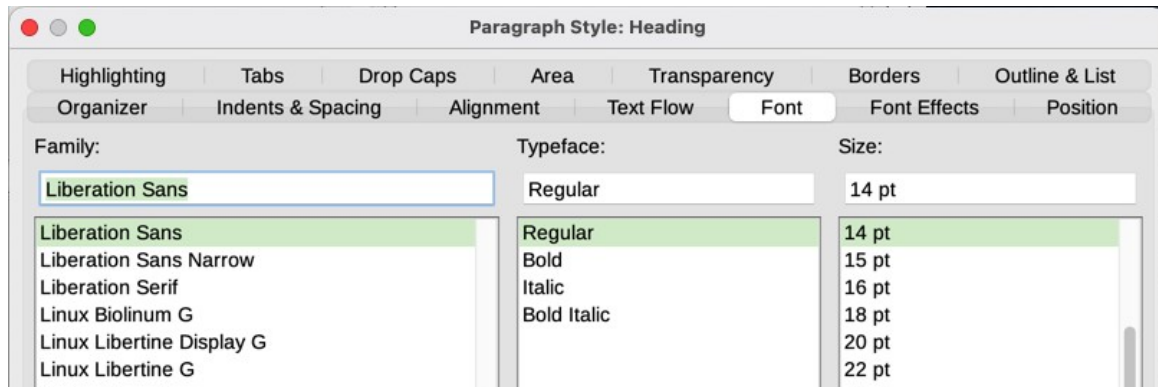 Paragraph Style: Heading
Highlighting Tabs Drop Caps Area Transparency Borders Outline & List
Organizer Indents & Spacing Alignment Text Flow Font Font Effects Position
Family: Typeface: Size:
Liberation Sans Regular 14 pt
Liberation Sans Regular 14 pt
Liberation Sans Narrow Bold 15 pt
Liberation Serif Italic 16 pt
Linux Biolinum G Bold Italic 18 pt
Linux Libertine Display G 20 pt
Linux Libertine G 22 pt